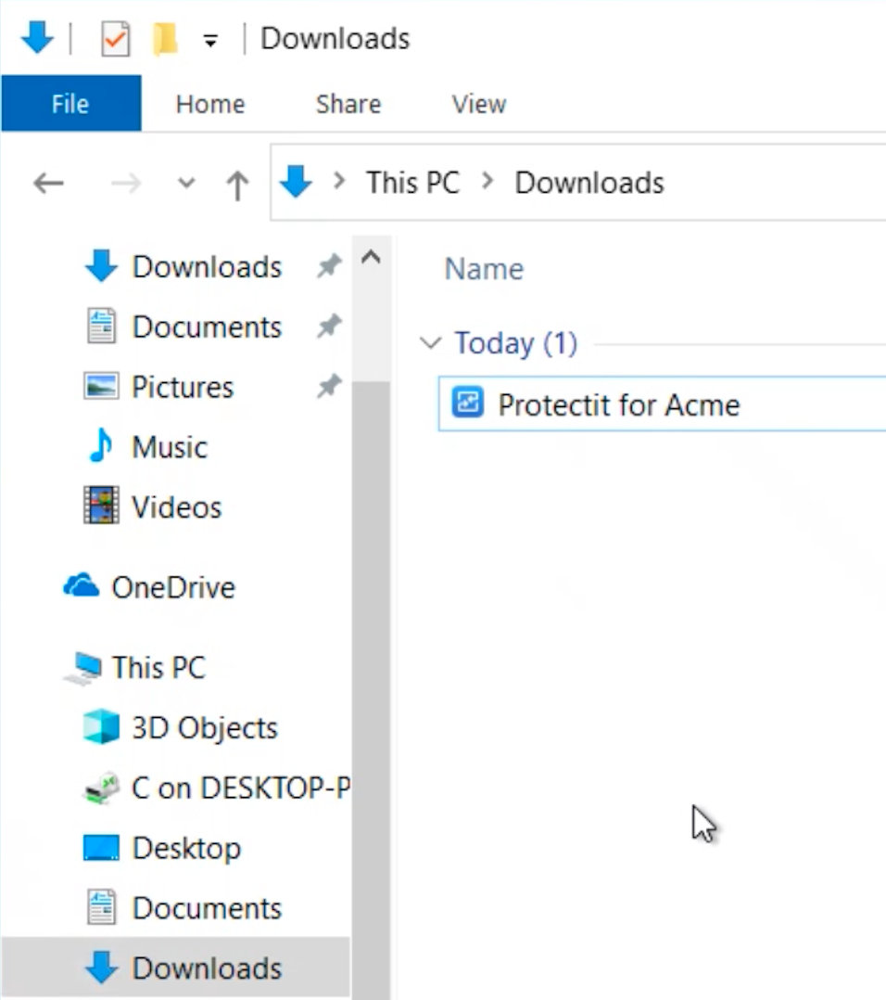 Downloads
File Home Share View
This PC Downloads
Downloads
Documents
Pictures
Music
Videos
OneDrive
This PC
3D Objects
C on DESKTOP-P
Desktop
Documents
Downloads
Name
Today (1)
Protectit for Acme